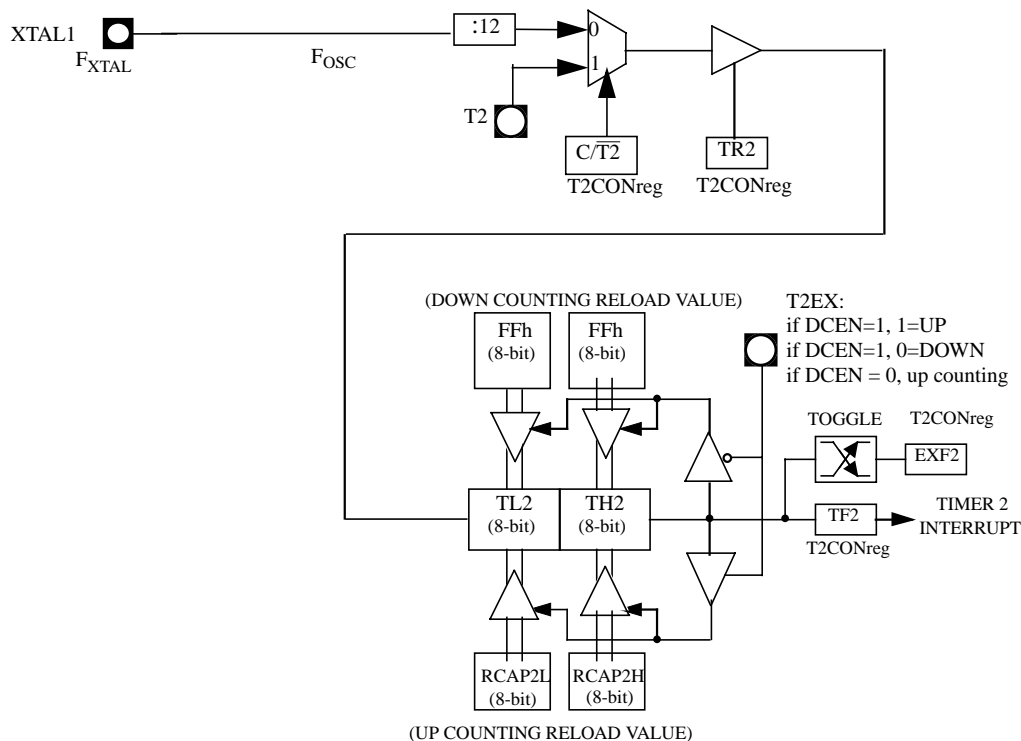 XTAL1
F_XTAL
F_OSC
:12
0
1
T2
C/T̅2̅
T2CONreg
TR2
T2CONreg
(DOWN COUNTING RELOAD VALUE)
FFh
(8-bit)
FFh
(8-bit)
T2EX:
if DCEN=1, 1=UP
if DCEN=1, 0=DOWN
if DCEN = 0, up counting
TOGGLE
T2CONreg
EXF2
TL2
(8-bit)
TH2
(8-bit)
TF2
T2CONreg
TIMER 2
INTERRUPT
RCAP2L
(8-bit)
RCAP2H
(8-bit)
(UP COUNTING RELOAD VALUE)